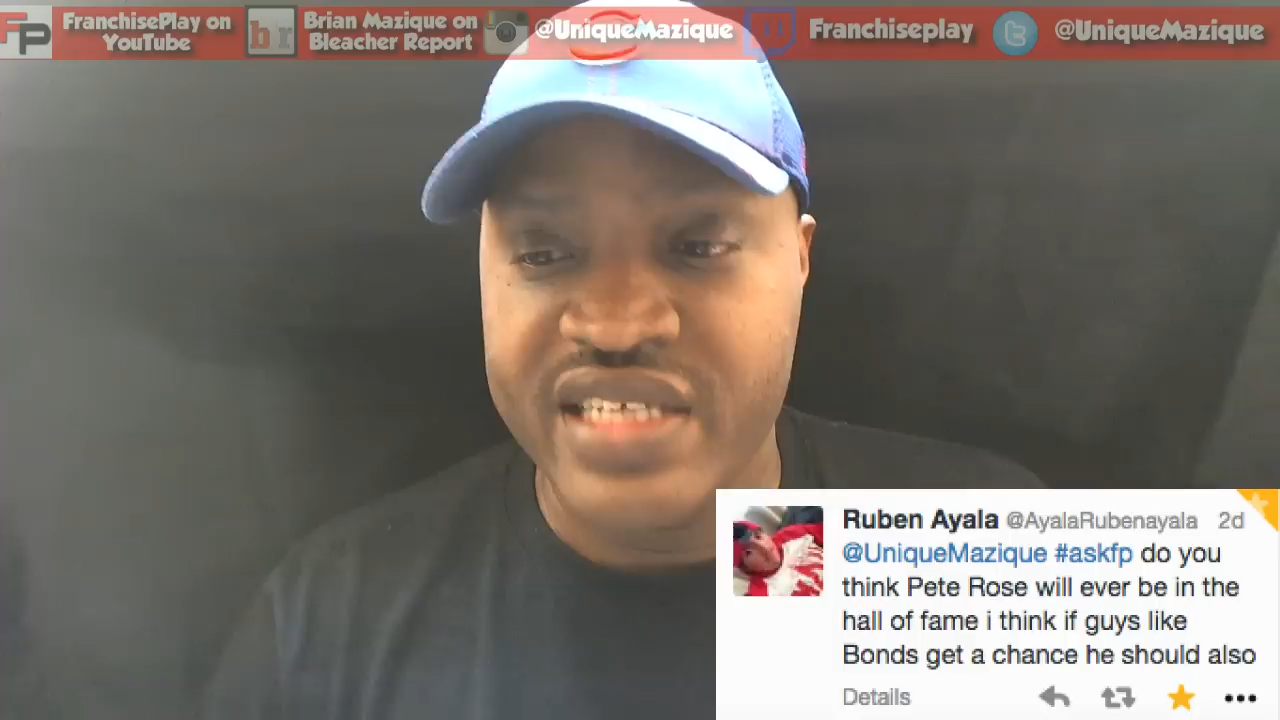 FP
FranchisePlay on
YouTube
br
Brian Mazique on
Bleacher Report
@UniqueMazique
Franchiseplay
@UniqueMazique
Ruben Ayala @AyalaRubenayala 2d
@UniqueMazique #askfp do you
think Pete Rose will ever be in the
hall of fame i think if guys like
Bonds get a chance he should also
Details